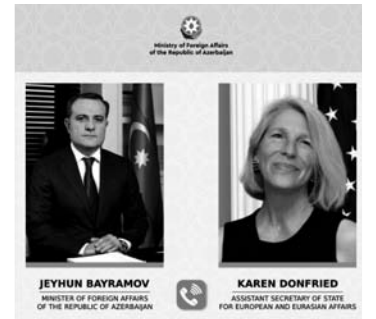 Ministry of Foreign Affairs
of the Republic of Azerbaijan
JEYHUN BAYRAMOV
MINISTER OF FOREIGN AFFAIRS
OF THE REPUBLIC OF AZERBAIJAN
KAREN DONFRIED
ASSISTANT SECRETARY OF STATE
FOR EUROPEAN AND EURASIAN AFFAIRS